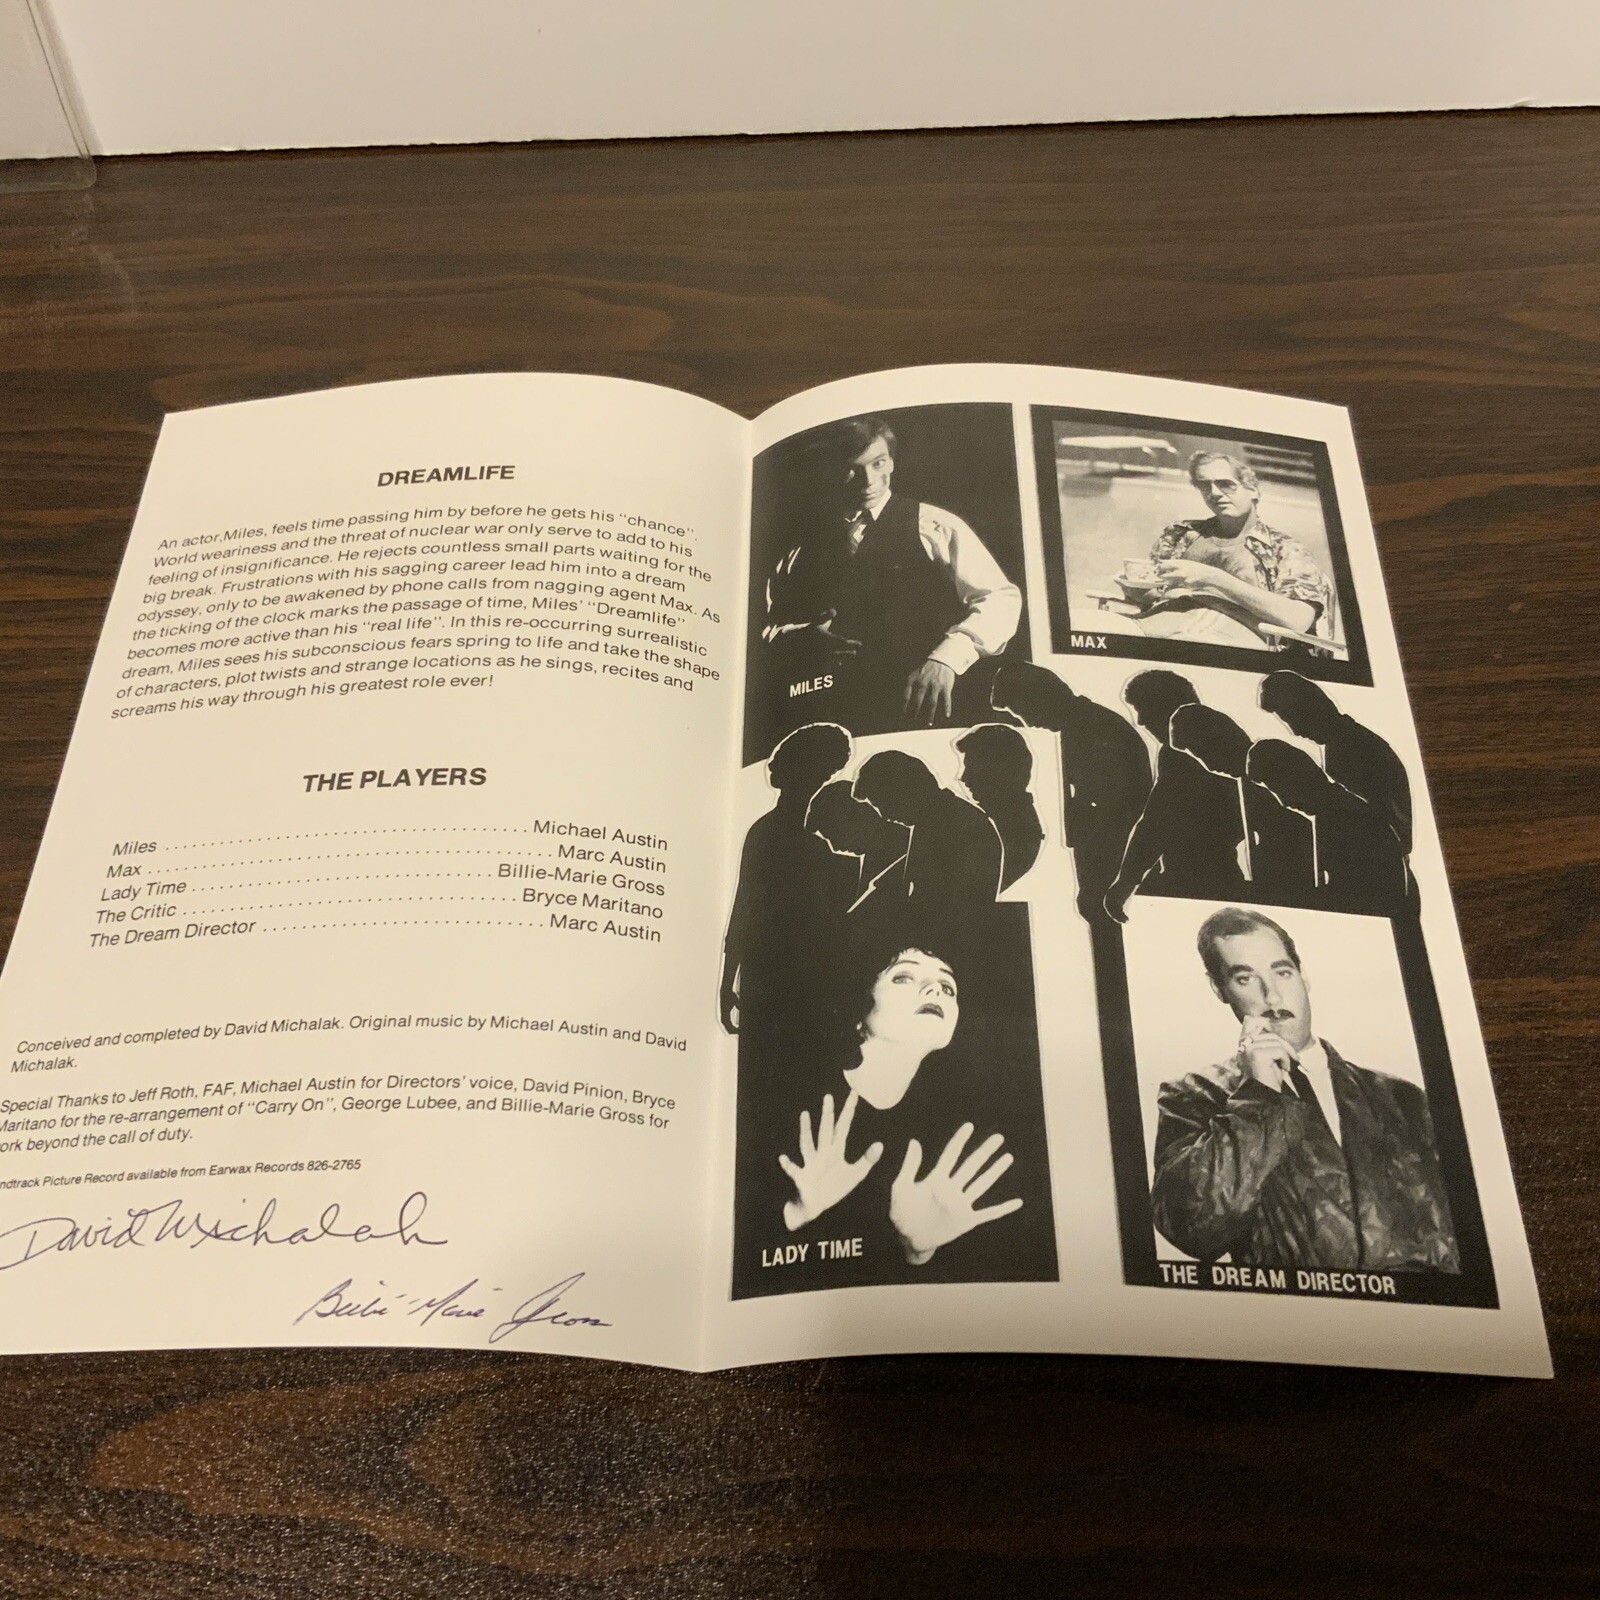 DREAMLIFE
An actor,Miles, feels time passing him by before he gets his "chance".
World weariness and the threat of nuclear war only serve to add to his
feeling of insignificance. He rejects countless small parts waiting for the
big break. Frustrations with his sagging career lead him into a dream
odyssey, only to be awakened by phone calls from nagging agent Max. As
the ticking of the clock marks the passage of time, Miles' "Dreamlife"
becomes more active than his "real life". In this re-occurring surrealistic
dream, Miles sees his subconscious fears spring to life and take the shape
of characters, plot twists and strange locations as he sings, recites and
screams his way through his greatest role ever!
THE PLAYERS
Miles ........................................ Michael Austin
Max ............................................. Marc Austin
Lady Time ................................. Billie-Marie Gross
The Critic ..................................... Bryce Maritano
The Dream Director ............................ Marc Austin
Conceived and completed by David Michalak. Original music by Michael Austin and David
Michalak.
Special Thanks to Jeff Roth, FAF, Michael Austin for Directors' voice, David Pinion, Bryce
Maritano for the re-arrangement of "Carry On", George Lubee, and Billie-Marie Gross for
ork beyond the call of duty.
ndtrack Picture Record available from Earwax Records 826-2765
David Michalak
Billie-Marie Gross
MILES
MAX
LADY TIME
THE DREAM DIRECTOR